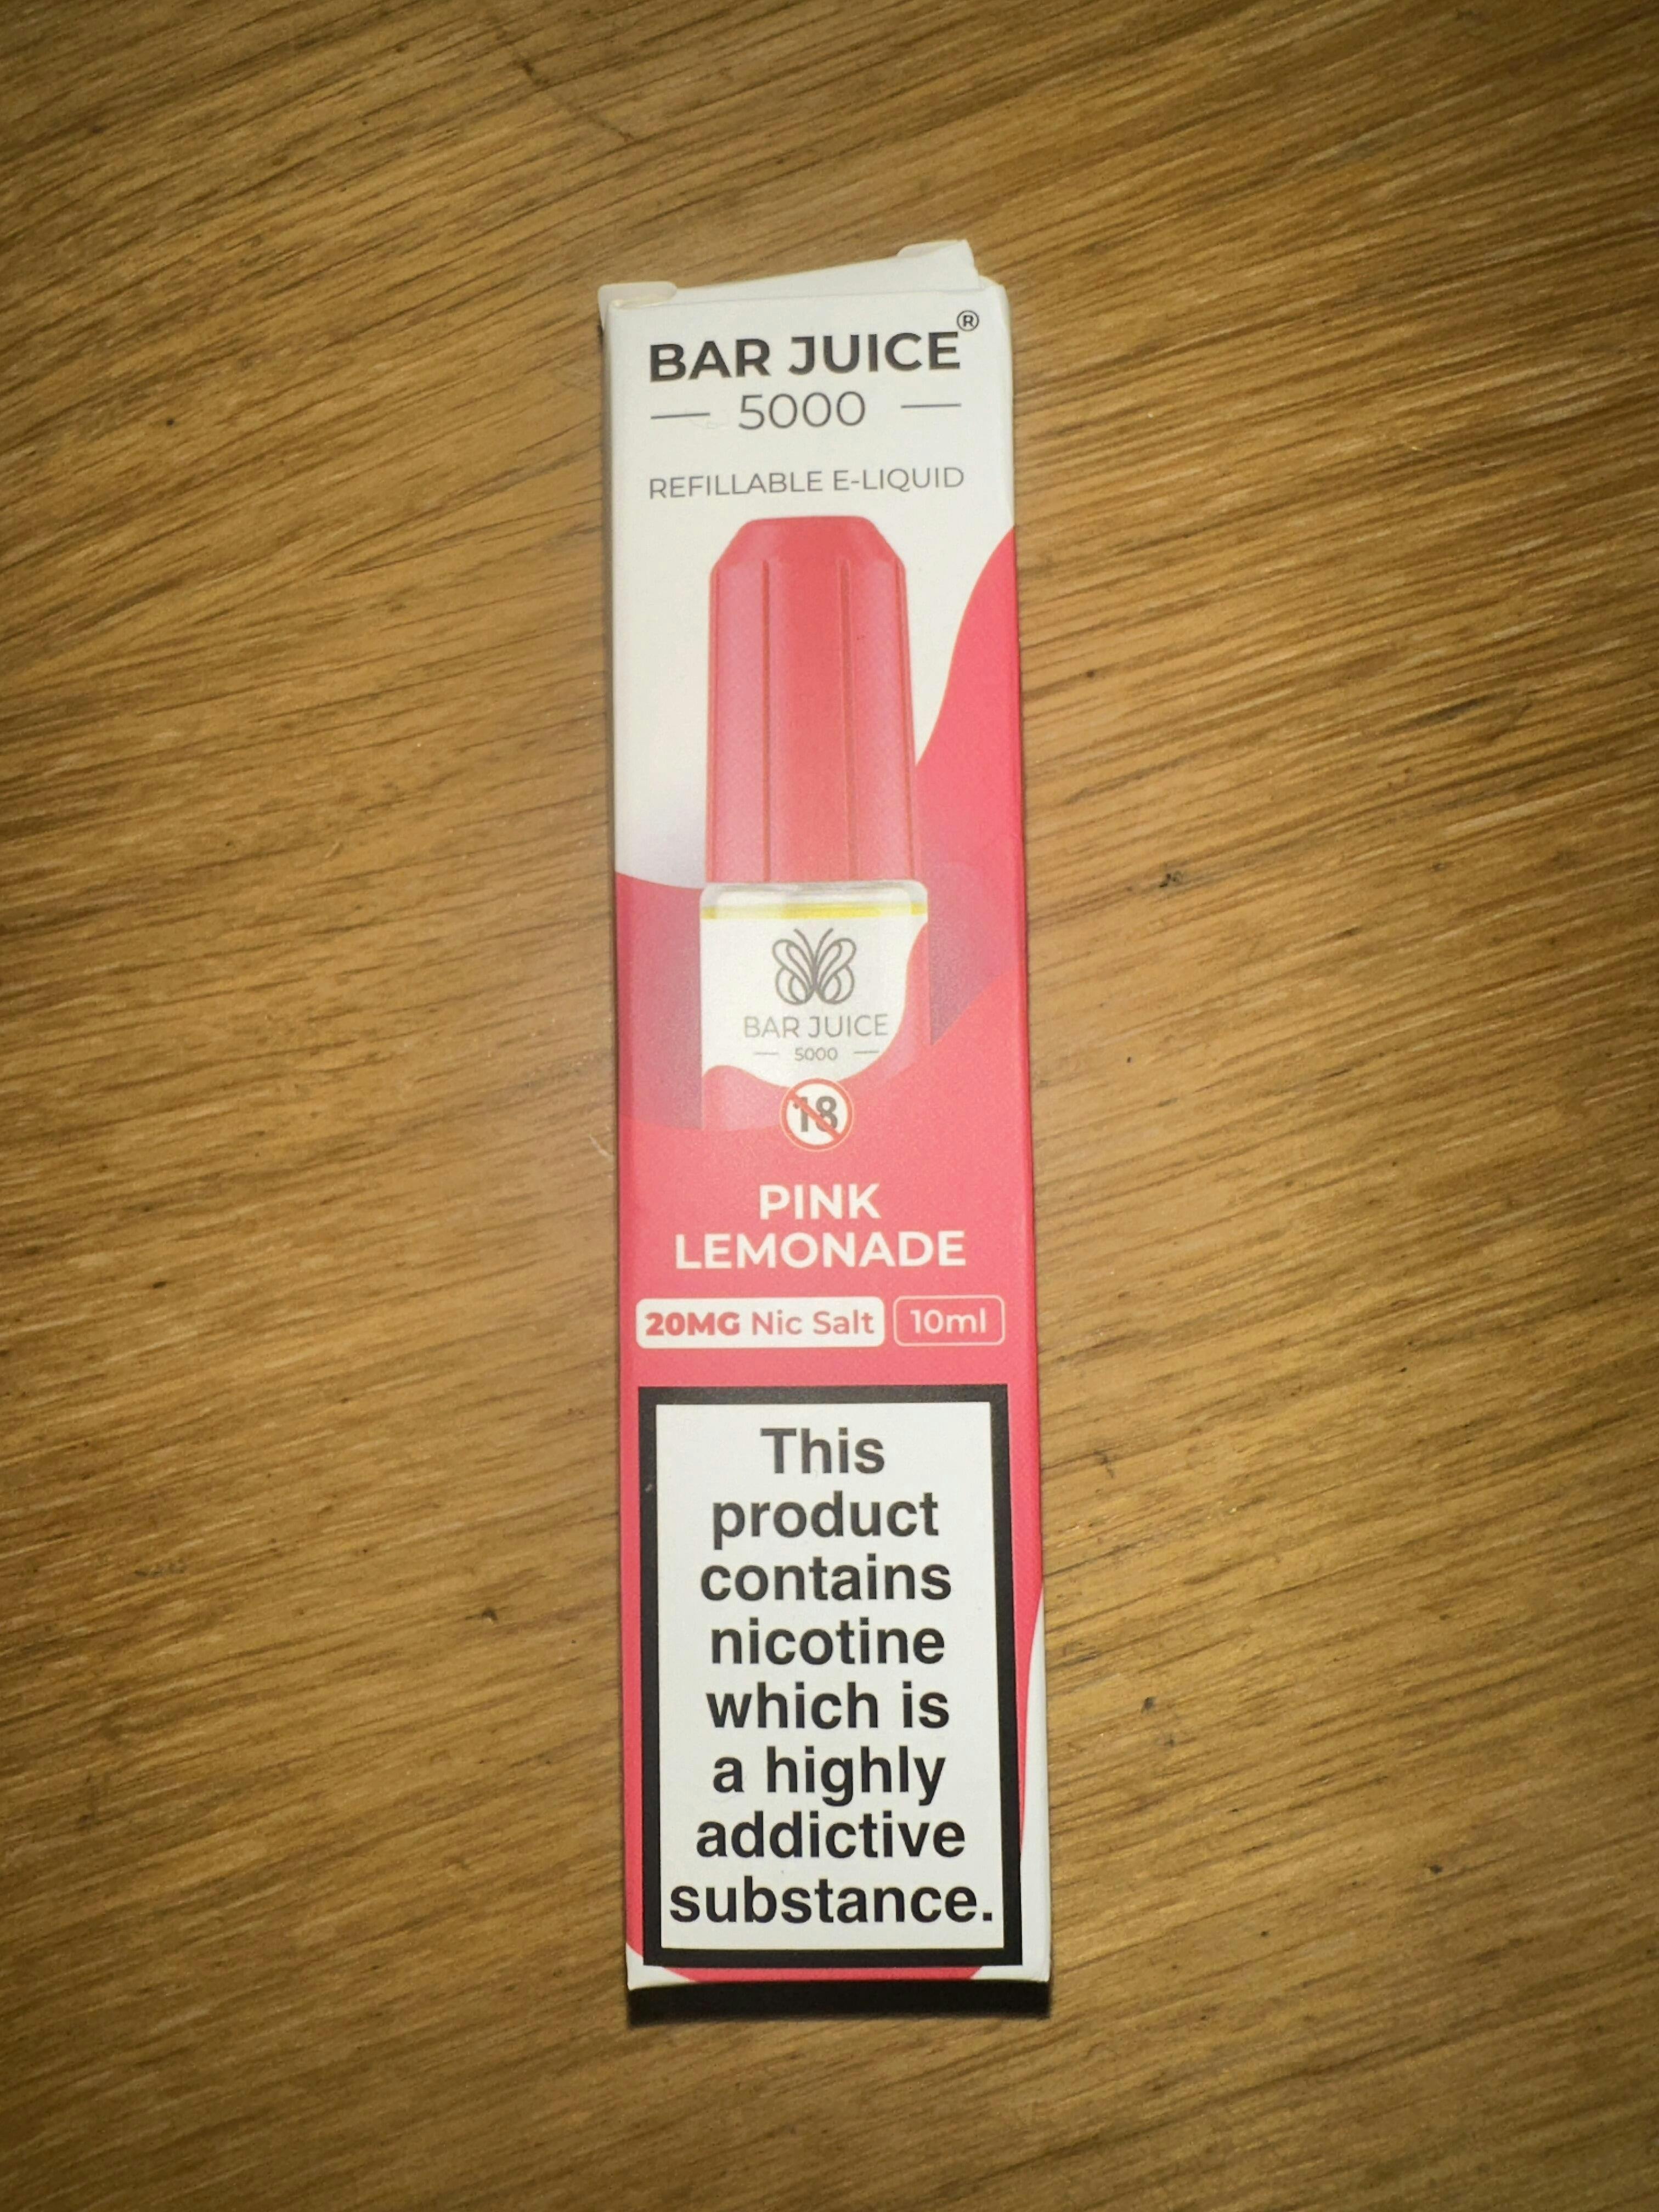 BAR JUICE®
5000
REFILLABLE E-LIQUID
BAR JUICE
5000
18
PINK
LEMONADE
20MG Nic Salt 10ml
This
product
contains
nicotine
which is
a highly
addictive
substance.